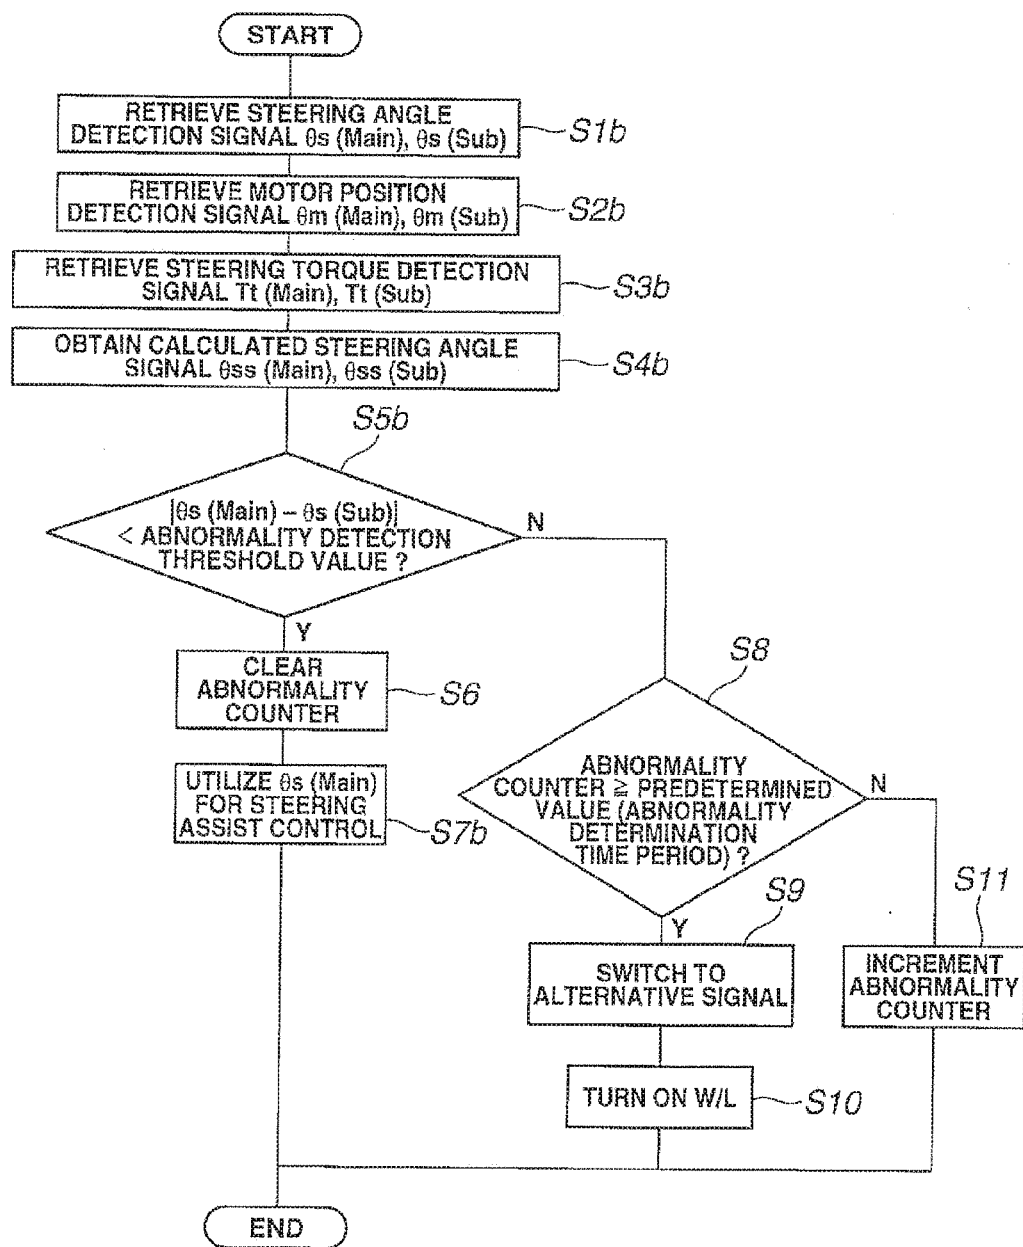 START
RETRIEVE STEERING ANGLE
DETECTION SIGNAL θs (Main), θs (Sub)
S1b
RETRIEVE MOTOR POSITION
DETECTION SIGNAL θm (Main), θm (Sub)
S2b
RETRIEVE STEERING TORQUE DETECTION
SIGNAL Tt (Main), Tt (Sub)
S3b
OBTAIN CALCULATED STEERING ANGLE
SIGNAL θss (Main), θss (Sub)
S4b
S5b
|θs (Main) – θs (Sub)|
< ABNORMALITY DETECTION
THRESHOLD VALUE ?
N
Y
CLEAR
ABNORMALITY
COUNTER
S6
UTILIZE θs (Main)
FOR STEERING
ASSIST CONTROL
S7b
S8
ABNORMALITY
COUNTER ≧ PREDETERMINED
VALUE (ABNORMALITY
DETERMINATION
TIME PERIOD) ?
N
Y
S9
SWITCH TO
ALTERNATIVE SIGNAL
S11
INCREMENT
ABNORMALITY
COUNTER
TURN ON W/L
S10
END